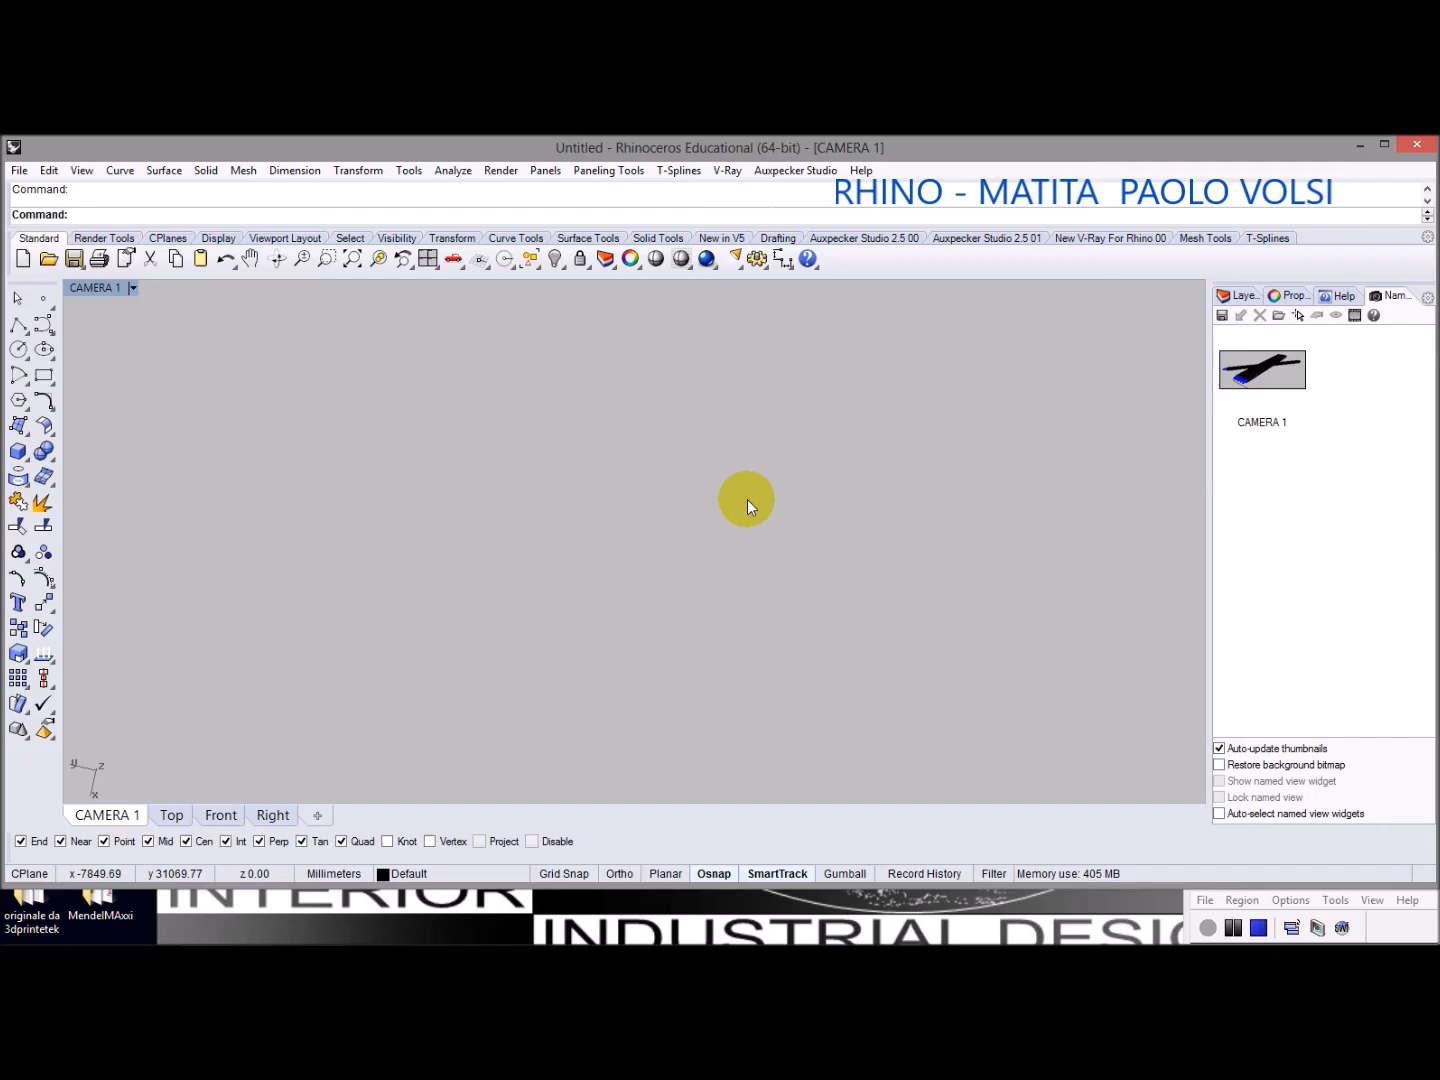 Untitled - Rhinoceros Educational (64-bit) - [CAMERA 1]
File Edit View Curve Surface Solid Mesh Dimension Transform Tools Analyze Render Panels Paneling Tools T-Splines V-Ray Auxpecker Studio Help
Command:
RHINO - MATITA PAOLO VOLSI
Command:
Standard Render Tools CPlanes Display Viewport Layout Select Visibility Transform Curve Tools Surface Tools Solid Tools New in V5 Drafting Auxpecker Studio 2.5 00 Auxpecker Studio 2.5 01 New V-Ray For Rhino 00 Mesh Tools T-Splines
CAMERA 1
Laye... Prop... Help Nam...
CAMERA 1
Auto-update thumbnails
Restore background bitmap
Show named view widget
Lock named view
Auto-select named view widgets
y z
x
CAMERA 1 Top Front Right
End Near Point Mid Cen Int Perp Tan Quad Knot Vertex Project Disable
CPlane x -7849.69 y 31069.77 z 0.00 Millimeters Default Grid Snap Ortho Planar Osnap SmartTrack Gumball Record History Filter Memory use: 405 MB
originale da
3dprintetek
MendelMAxxi
INTERIOR
INDUSTRIAL DESIG
File Region Options Tools View Help